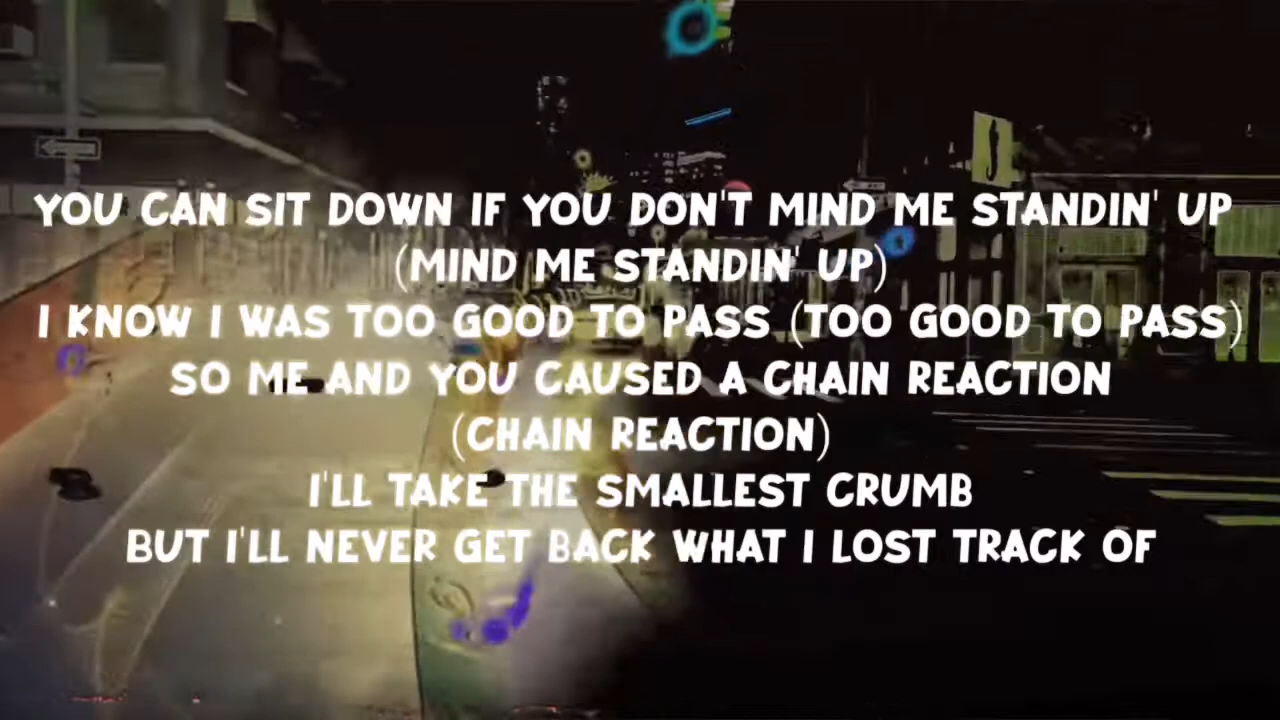 YOU CAN SIT DOWN IF YOU DON'T MIND ME STANDIN' UP
(MIND ME STANDIN' UP)
I KNOW I WAS TOO GOOD TO PASS (TOO GOOD TO PASS)
SO ME AND YOU CAUSED A CHAIN REACTION
(CHAIN REACTION)
I'LL TAKE THE SMALLEST CRUMB
BUT I'LL NEVER GET BACK WHAT I LOST TRACK OF